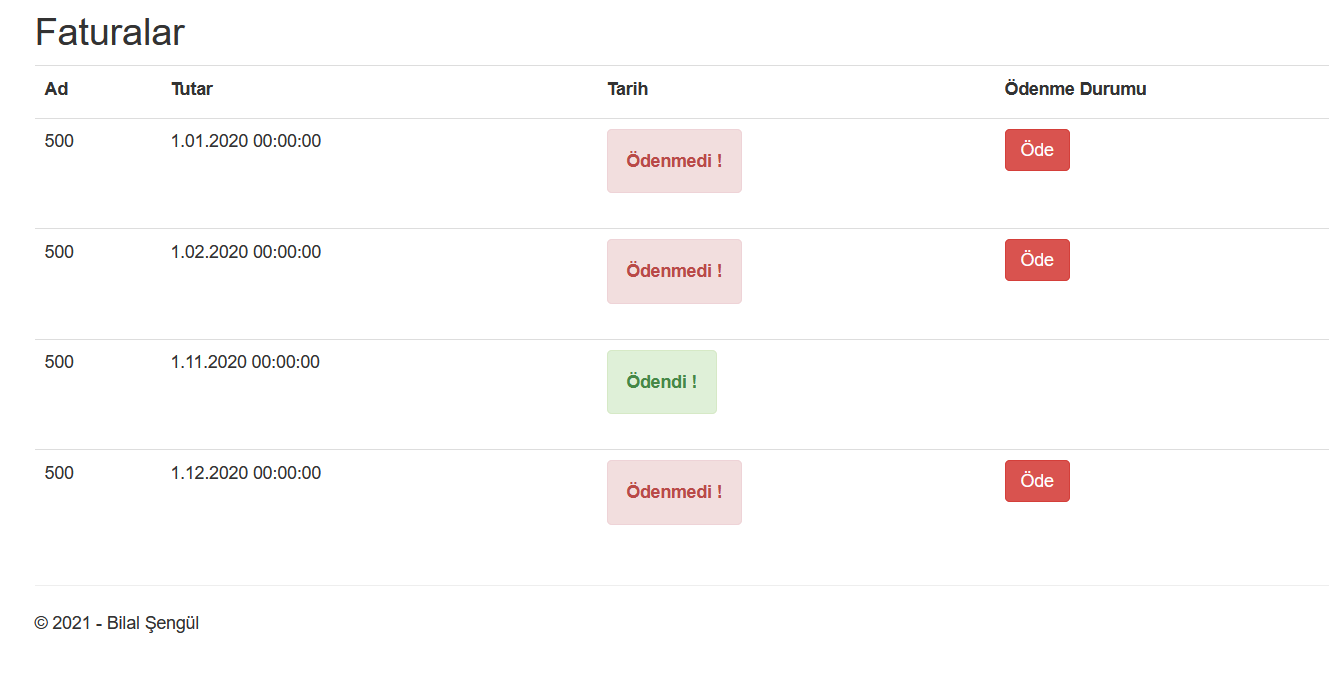 Faturalar
Ad Tutar Tarih Ödenme Durumu
500 1.01.2020 00:00:00 Ödenmedi ! Öde
500 1.02.2020 00:00:00 Ödenmedi ! Öde
500 1.11.2020 00:00:00 Ödendi !
500 1.12.2020 00:00:00 Ödenmedi ! Öde
© 2021 - Bilal Şengül